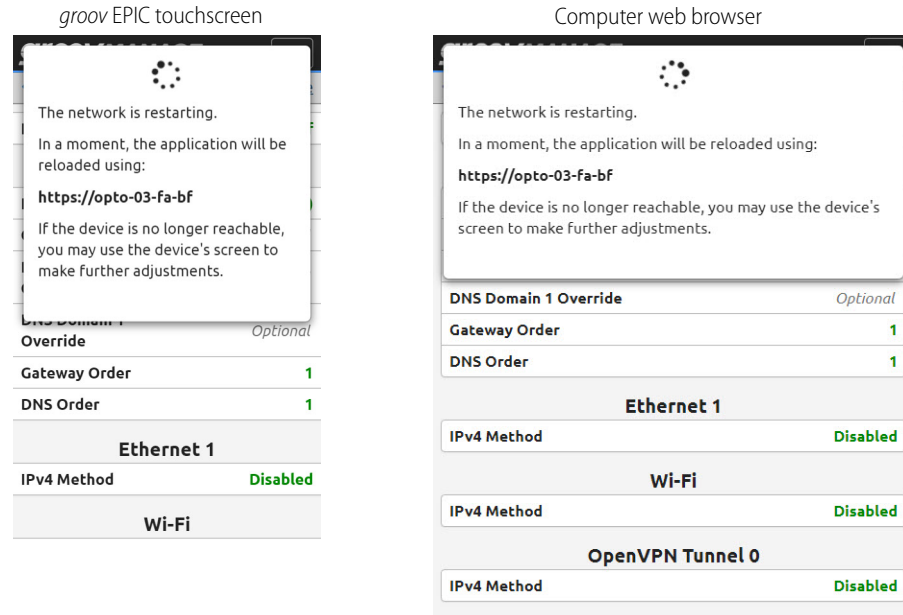 groov EPIC touchscreen
The network is restarting.
In a moment, the application will be
reloaded using:
https://opto-03-fa-bf
If the device is no longer reachable,
you may use the device's screen to
make further adjustments.
Override
Optional
Gateway Order 1
DNS Order 1
Ethernet 1
IPv4 Method Disabled
Wi-Fi
Computer web browser
The network is restarting.
In a moment, the application will be reloaded using:
https://opto-03-fa-bf
If the device is no longer reachable, you may use the device's
screen to make further adjustments.
DNS Domain 1 Override Optional
Gateway Order 1
DNS Order 1
Ethernet 1
IPv4 Method Disabled
Wi-Fi
IPv4 Method Disabled
OpenVPN Tunnel 0
IPv4 Method Disabled